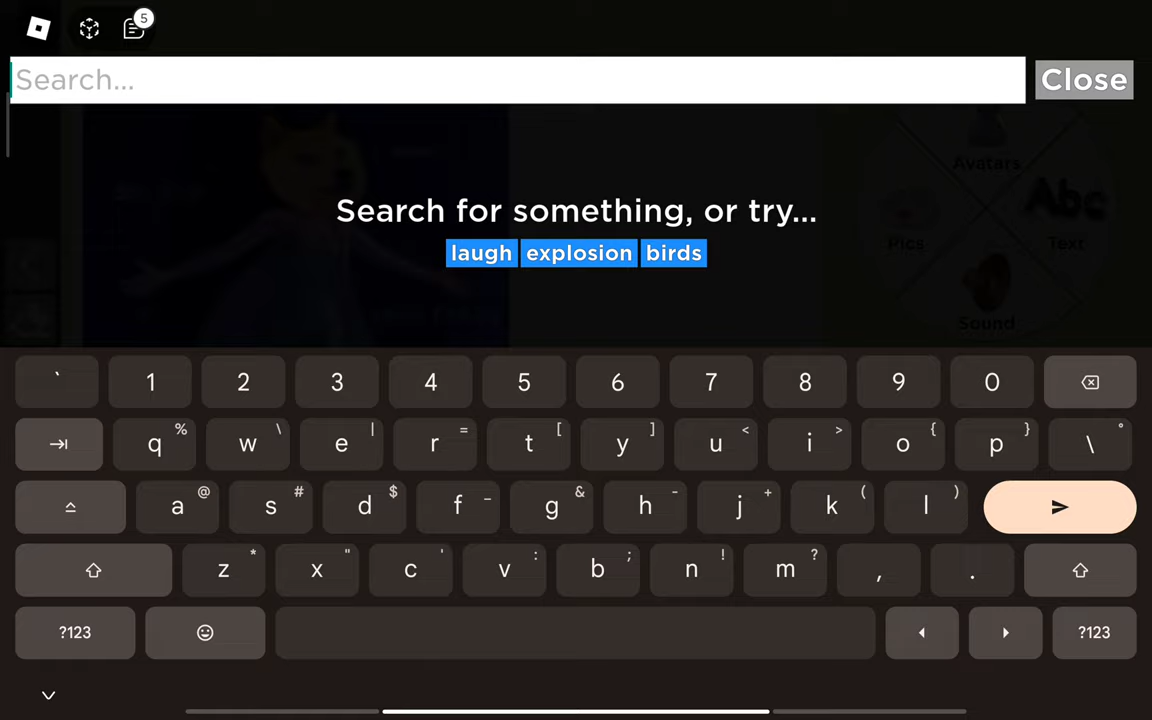 5
Search...
Close
Avatars
Abc
Pics
Text
Sound
Search for something, or try...
laugh explosion birds
` 1 2 3 4 5 6 7 8 9 0
q % w \ e | r = t [ y ] u < i > o { p } \ °
a @ s # d $ f _ g & h - j + k ( l )
z * x " c ' v : b ; n ! m ? , .
?123 ?123